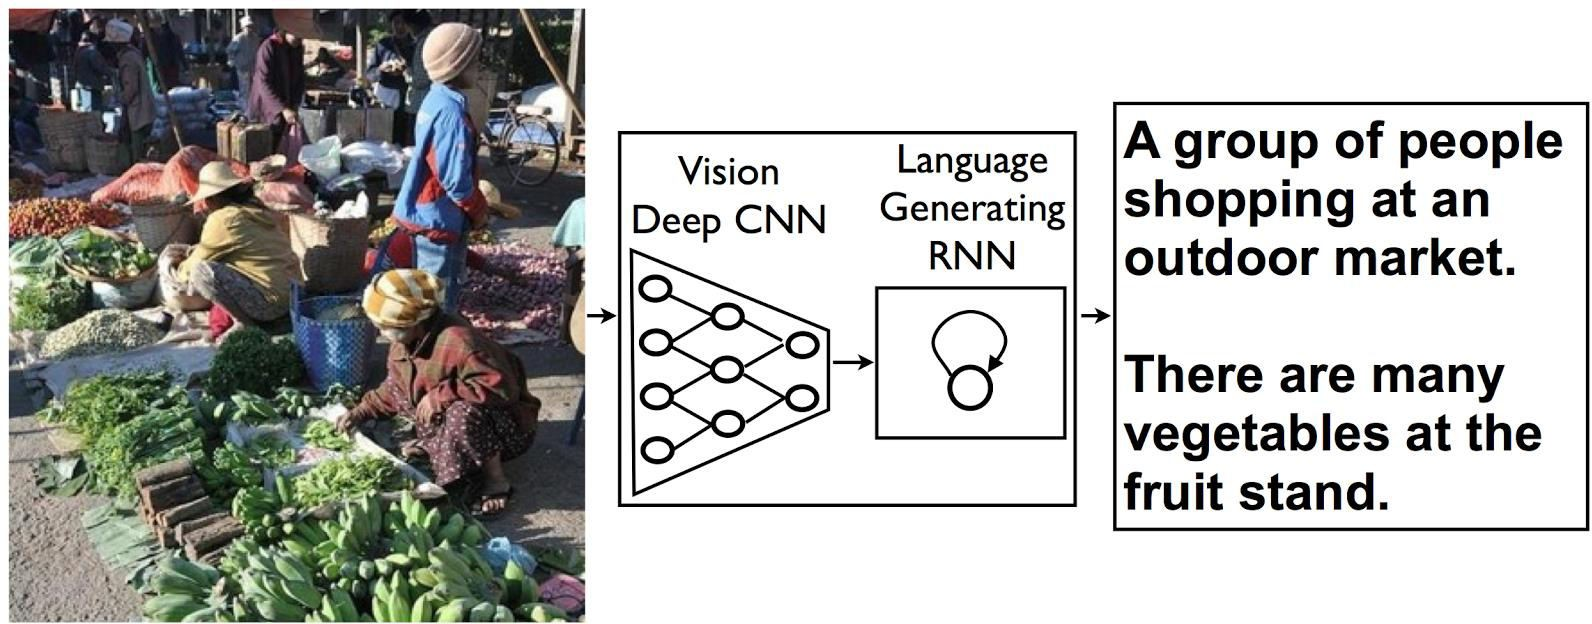 Vision
Deep CNN
Language
Generating
RNN
A group of people
shopping at an
outdoor market.
There are many
vegetables at the
fruit stand.